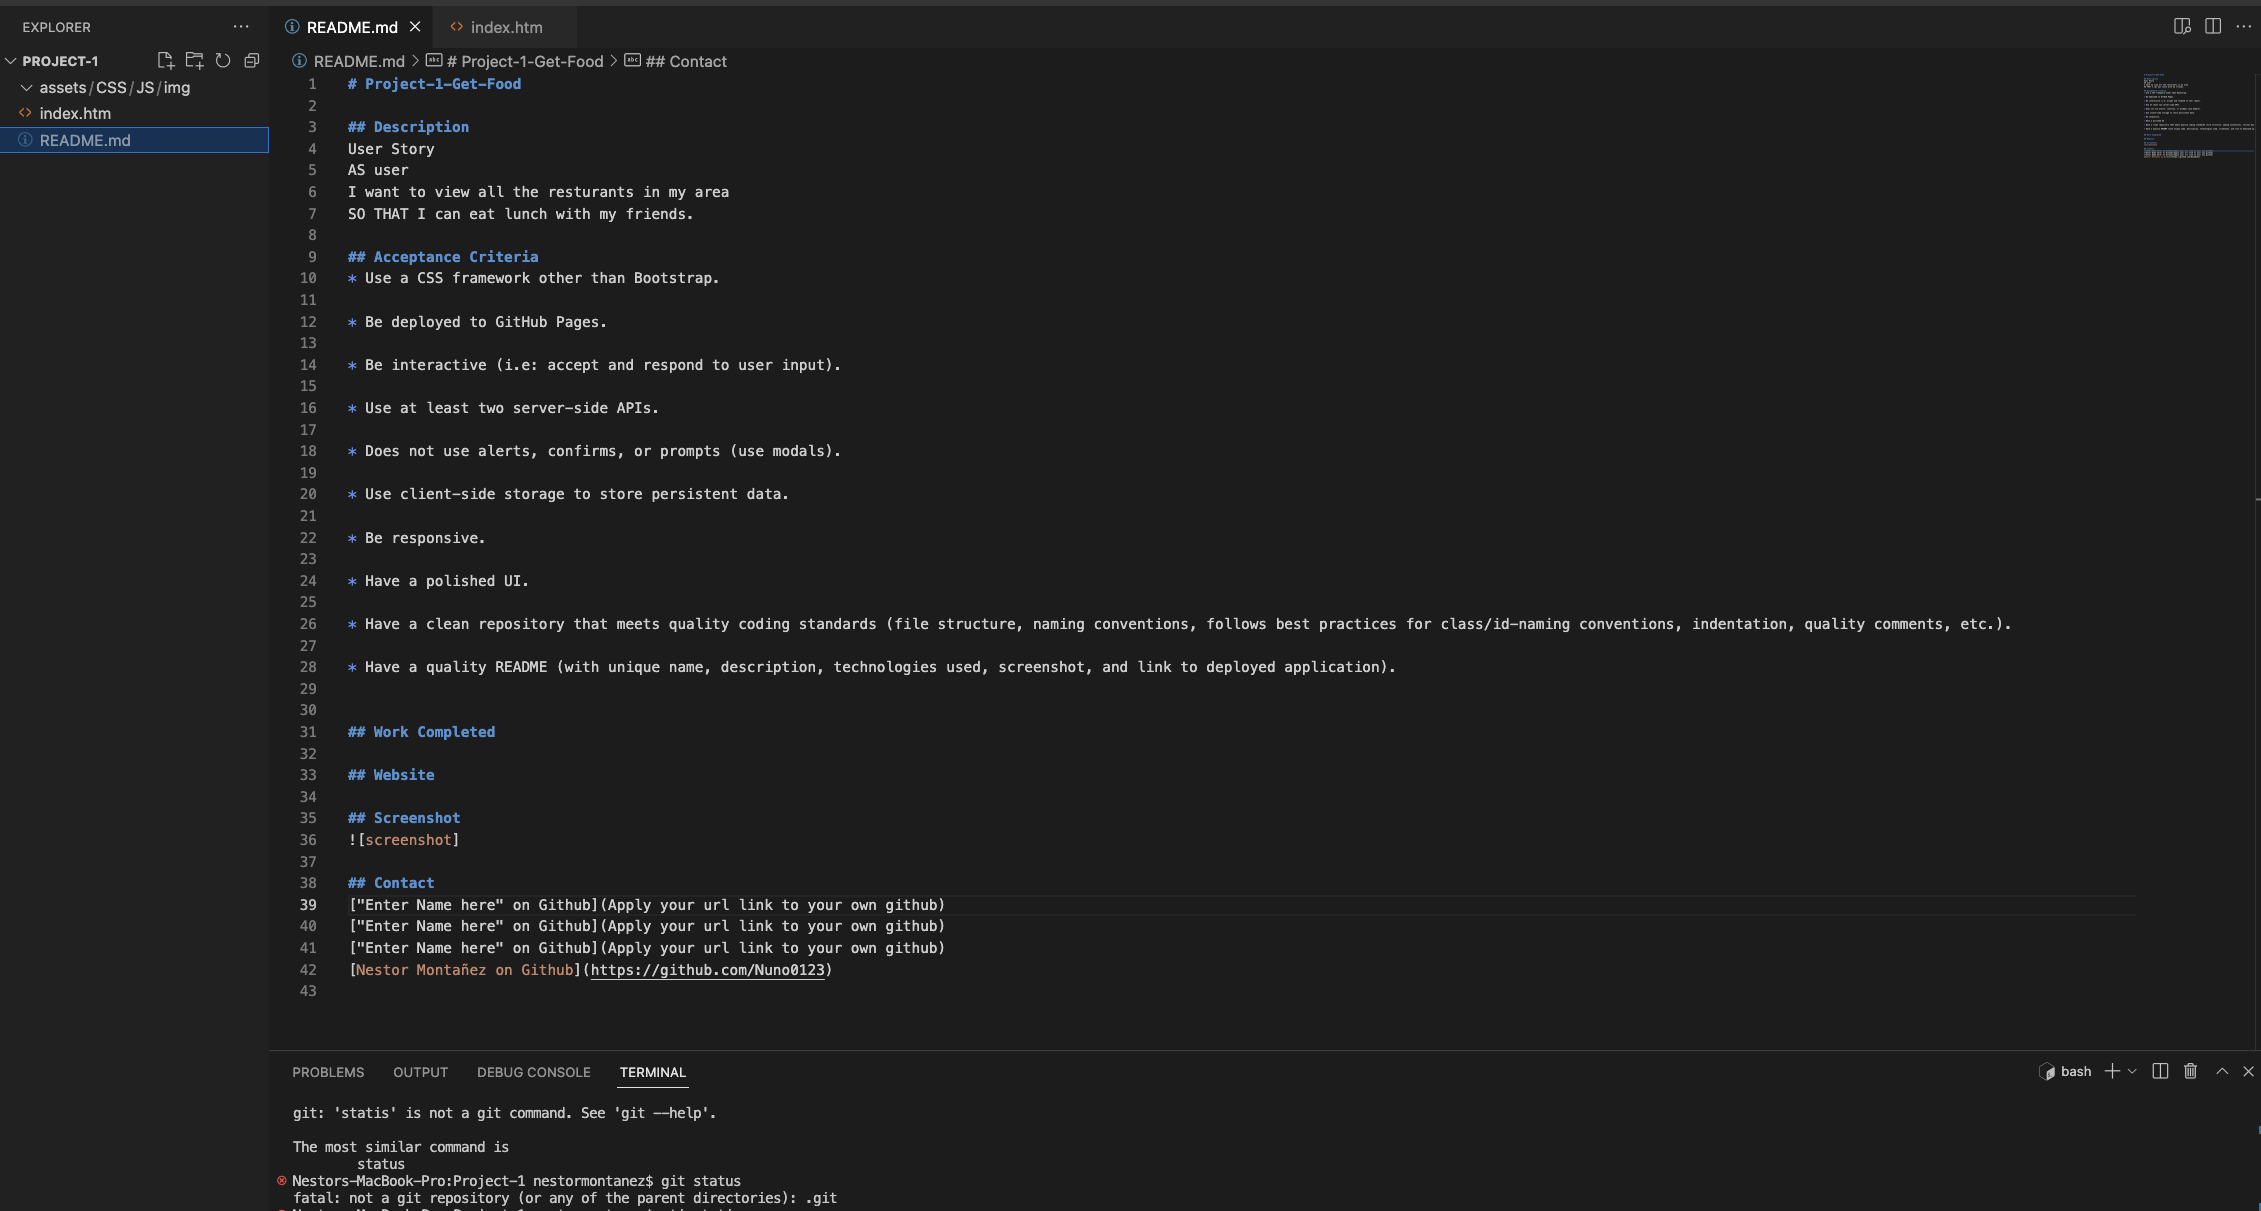 EXPLORER
PROJECT-1
assets / CSS / JS / img
index.htm
README.md
README.md
index.htm
README.md > # Project-1-Get-Food > ## Contact
1 # Project-1-Get-Food
2
3 ## Description
4 User Story
5 AS user
6 I want to view all the resturants in my area
7 SO THAT I can eat lunch with my friends.
8
9 ## Acceptance Criteria
10 * Use a CSS framework other than Bootstrap.
11
12 * Be deployed to GitHub Pages.
13
14 * Be interactive (i.e: accept and respond to user input).
15
16 * Use at least two server-side APIs.
17
18 * Does not use alerts, confirms, or prompts (use modals).
19
20 * Use client-side storage to store persistent data.
21
22 * Be responsive.
23
24 * Have a polished UI.
25
26 * Have a clean repository that meets quality coding standards (file structure, naming conventions, follows best practices for class/id-naming conventions, indentation, quality comments, etc.).
27
28 * Have a quality README (with unique name, description, technologies used, screenshot, and link to deployed application).
29
30
31 ## Work Completed
32
33 ## Website
34
35 ## Screenshot
36 ![screenshot]
37
38 ## Contact
39 ["Enter Name here" on Github](Apply your url link to your own github)
40 ["Enter Name here" on Github](Apply your url link to your own github)
41 ["Enter Name here" on Github](Apply your url link to your own github)
42 [Nestor Montañez on Github](https://github.com/Nuno0123)
43
PROBLEMS OUTPUT DEBUG CONSOLE TERMINAL
bash
git: 'statis' is not a git command. See 'git --help'.
The most similar command is
status
Nestors-MacBook-Pro:Project-1 nestormontanez$ git status
fatal: not a git repository (or any of the parent directories): .git